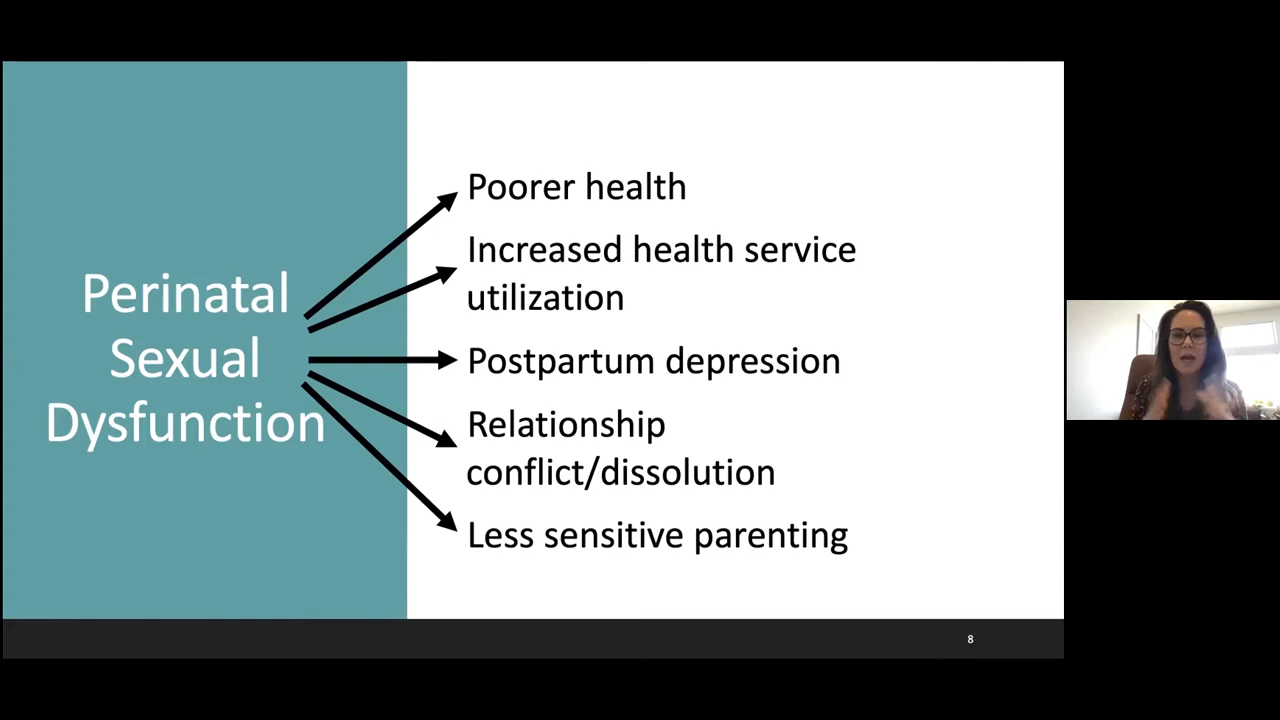 Perinatal
Sexual
Dysfunction
Poorer health
Increased health service
utilization
Postpartum depression
Relationship
conflict/dissolution
Less sensitive parenting
8